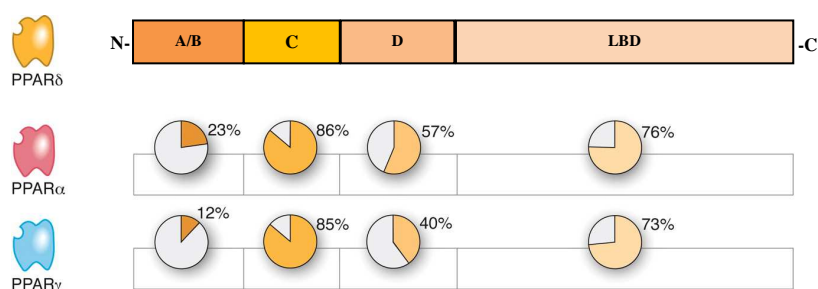 N- A/B C D LBD -C
PPARδ
23% 86% 57% 76%
PPARα
12% 85% 40% 73%
PPARγ